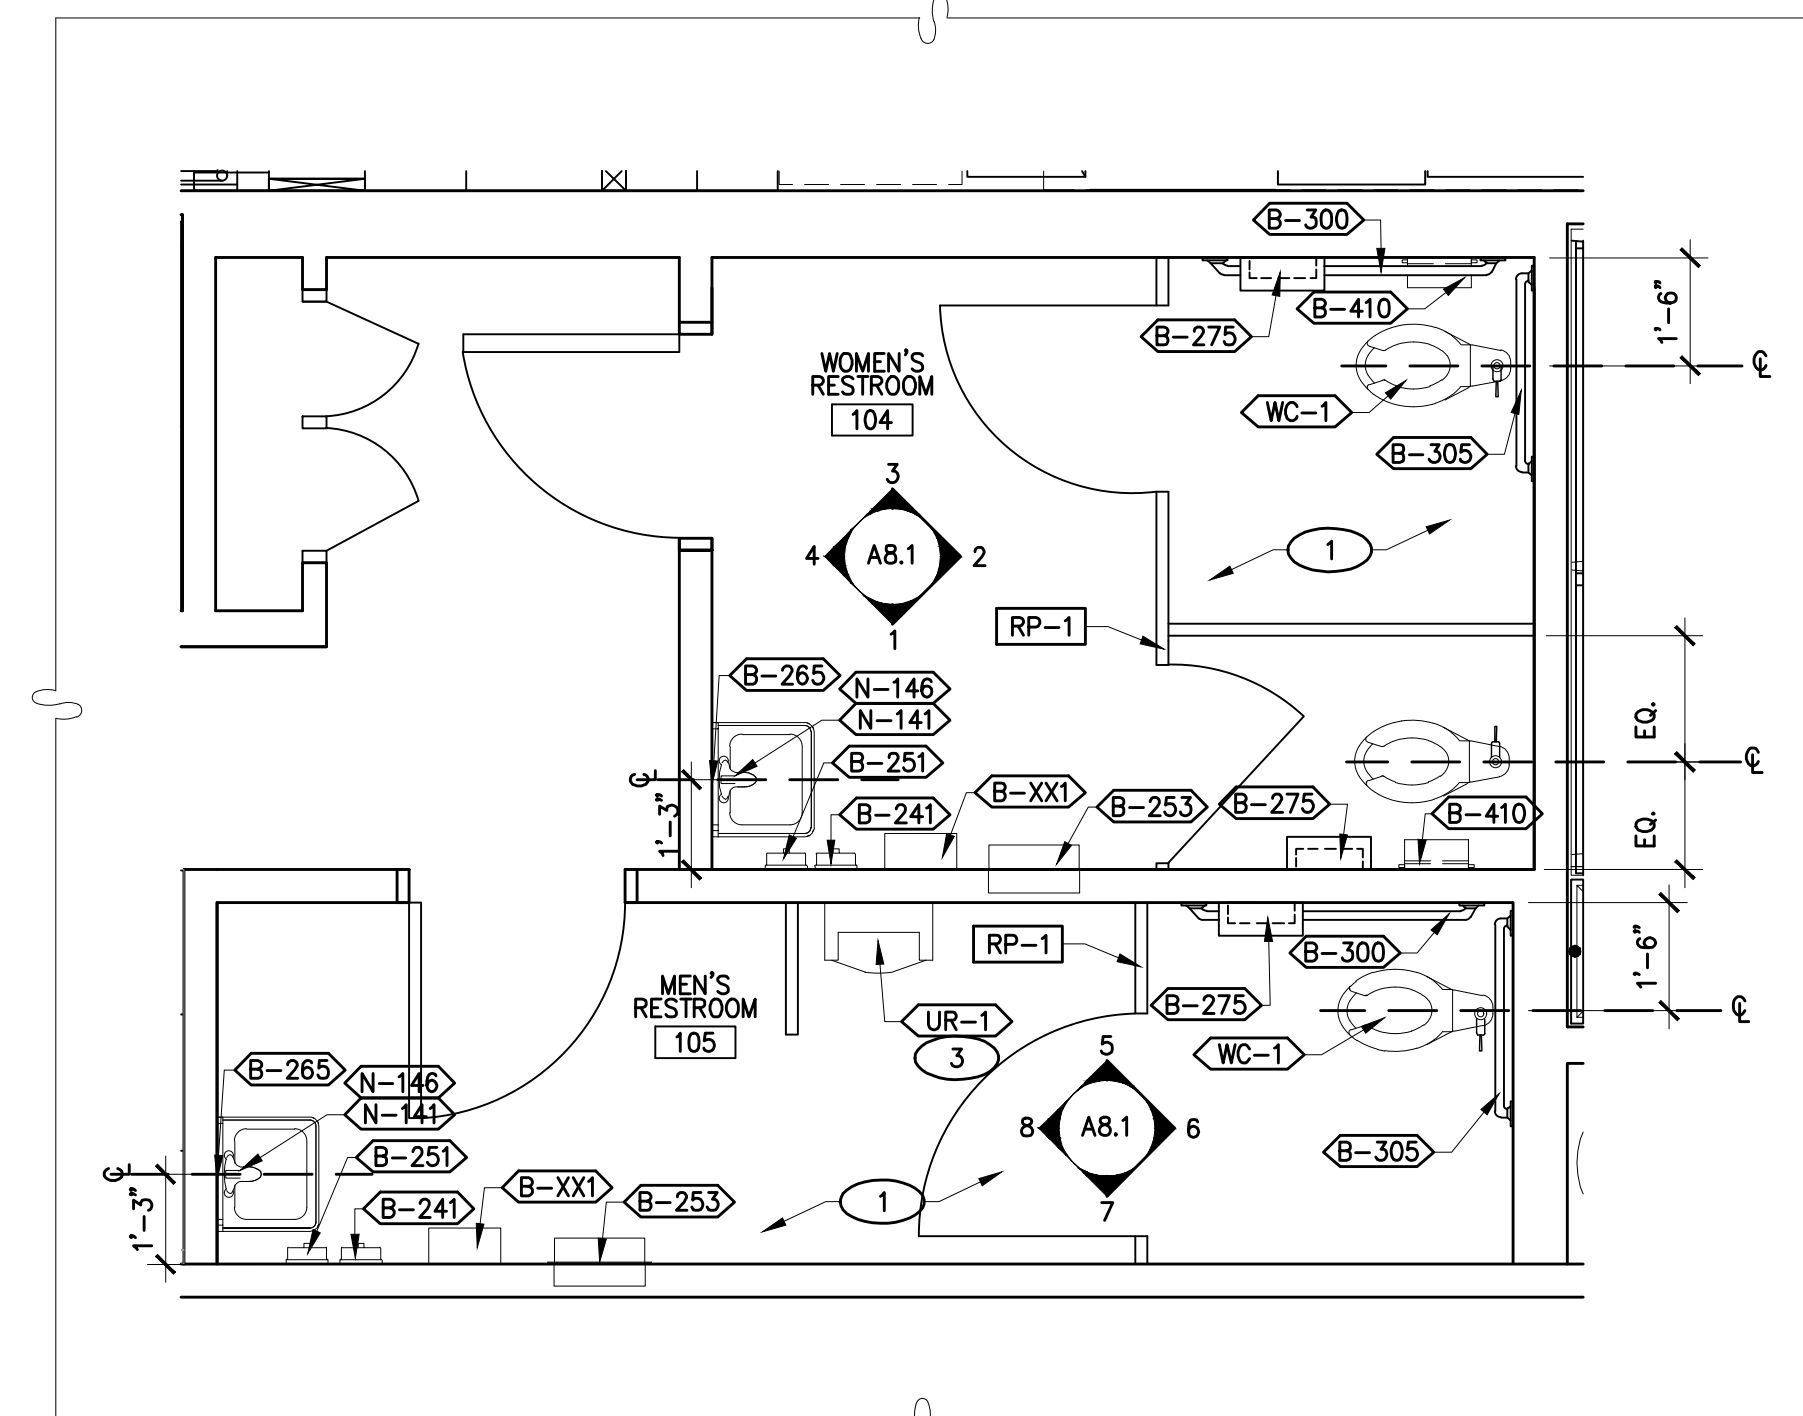 B-300
1'-6"
B-410
B-275
℄
WOMEN'S
RESTROOM
104
WC-1
B-305
3
4
A8.1
2
1
1
RP-1
B-265
N-146
N-141
EQ.
B-251
℄
℄
B-XX1
B-253
B-275
B-241
B-410
1'-3"
EQ.
RP-1
B-300
1'-6"
MEN'S
RESTROOM
105
B-275
℄
UR-1
3
WC-1
5
B-265
N-146
N-141
8
A8.1
6
B-305
B-251
℄
B-XX1
B-253
1
7
B-241
1'-3"